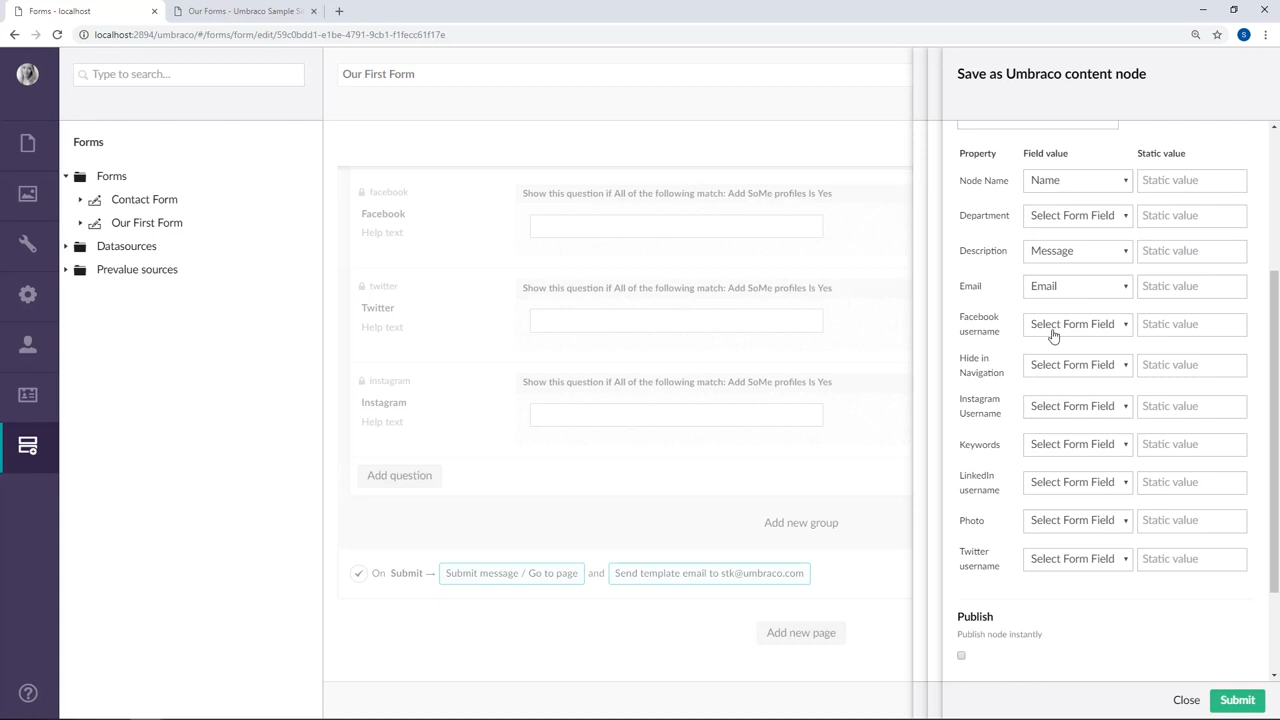 Forms - localhost
Our Forms - Umbraco Sample Si
localhost:2894/umbraco/#/forms/form/edit/59c0bdd1-e1be-4791-9cb1-f1fecc61f17e
S
Type to search...
Forms
Forms
Contact Form
Our First Form
Datasources
Prevalue sources
Our First Form
facebook
Facebook
Help text
Show this question if All of the following match: Add SoMe profiles Is Yes
twitter
Twitter
Help text
Show this question if All of the following match: Add SoMe profiles Is Yes
instagram
Instagram
Help text
Show this question if All of the following match: Add SoMe profiles Is Yes
Add question
Add new group
On Submit → Submit message / Go to page and Send template email to stk@umbraco.com
Add new page
Save as Umbraco content node
Property Field value Static value
Node Name Name Static value
Department Select Form Field Static value
Description Message Static value
Email Email Static value
Facebook username Select Form Field Static value
Hide in Navigation Select Form Field Static value
Instagram Username Select Form Field Static value
Keywords Select Form Field Static value
LinkedIn username Select Form Field Static value
Photo Select Form Field Static value
Twitter username Select Form Field Static value
Publish
Publish node instantly
Close Submit